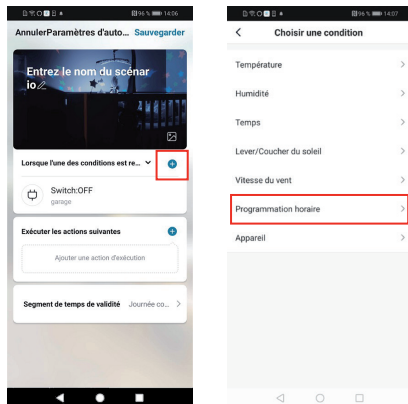 96 % 14:06
Annuler Paramètres d'auto... Sauvegarder
Entrez le nom du scénar
io
Lorsque l'une des conditions est re...
Switch:OFF
garage
Exécuter les actions suivantes
Ajouter une action d'exécution
Segment de temps de validité Journée co...
96 % 14:07
Choisir une condition
Température
Humidité
Temps
Lever/Coucher du soleil
Vitesse du vent
Programmation horaire
Appareil